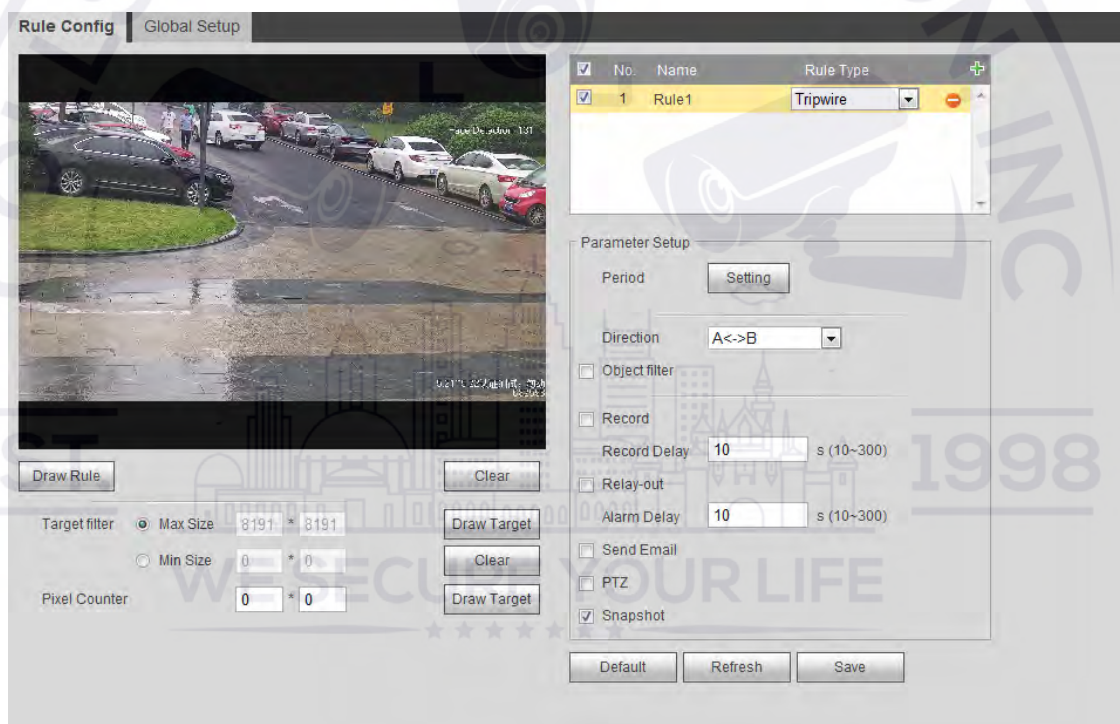 Rule Config
Global Setup
No. Name Rule Type
1 Rule1 Tripwire
Parameter Setup
Period Setting
Direction A<->B
Object filter
Record
Record Delay 10 s (10~300)
Relay-out
Alarm Delay 10 s (10~300)
Send Email
PTZ
Snapshot
Default Refresh Save
Draw Rule Clear
Target filter Max Size 8191 * 8191 Draw Target
Min Size 0 * 0 Clear
Pixel Counter 0 * 0 Draw Target
EST. 1998
WE SECURE YOUR LIFE
INC